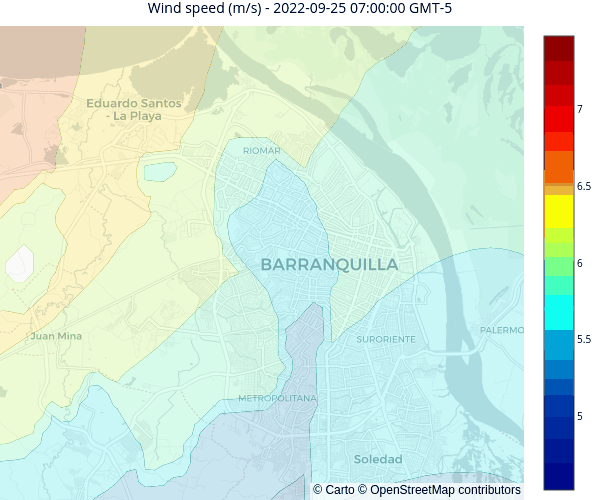 Wind speed (m/s) - 2022-09-25 07:00:00 GMT-5
Eduardo Santos
- La Playa
RIOMAR
BARRANQUILLA
Juan Mina
SURORIENTE
PALERMO
METROPOLITANA
Soledad
7
6.5
6
5.5
5
© Carto © OpenStreetMap contributors